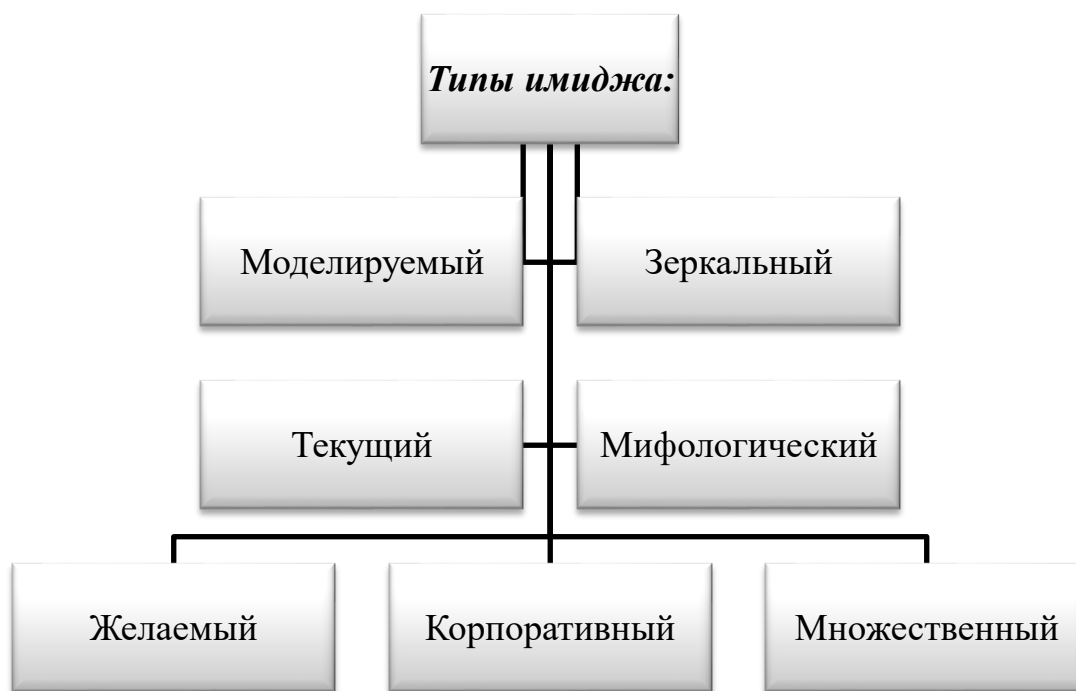 Типы имиджа:
Моделируемый
Зеркальный
Текущий
Мифологический
Желаемый
Корпоративный
Множественный